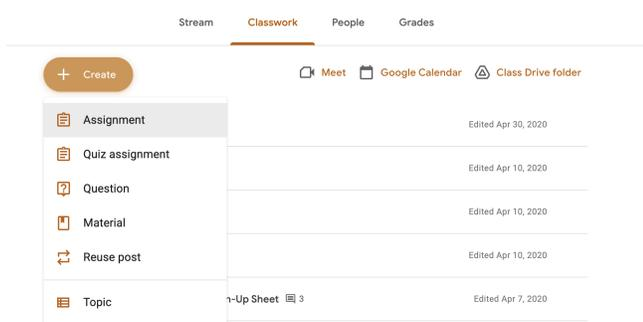 Stream Classwork People Grades
Create
Meet Google Calendar Class Drive folder
Assignment
Edited Apr 30, 2020
Quiz assignment
Edited Apr 10, 2020
Question
Edited Apr 10, 2020
Material
Reuse post
Edited Apr 10, 2020
Topic
n-Up Sheet 3
Edited Apr 7, 2020